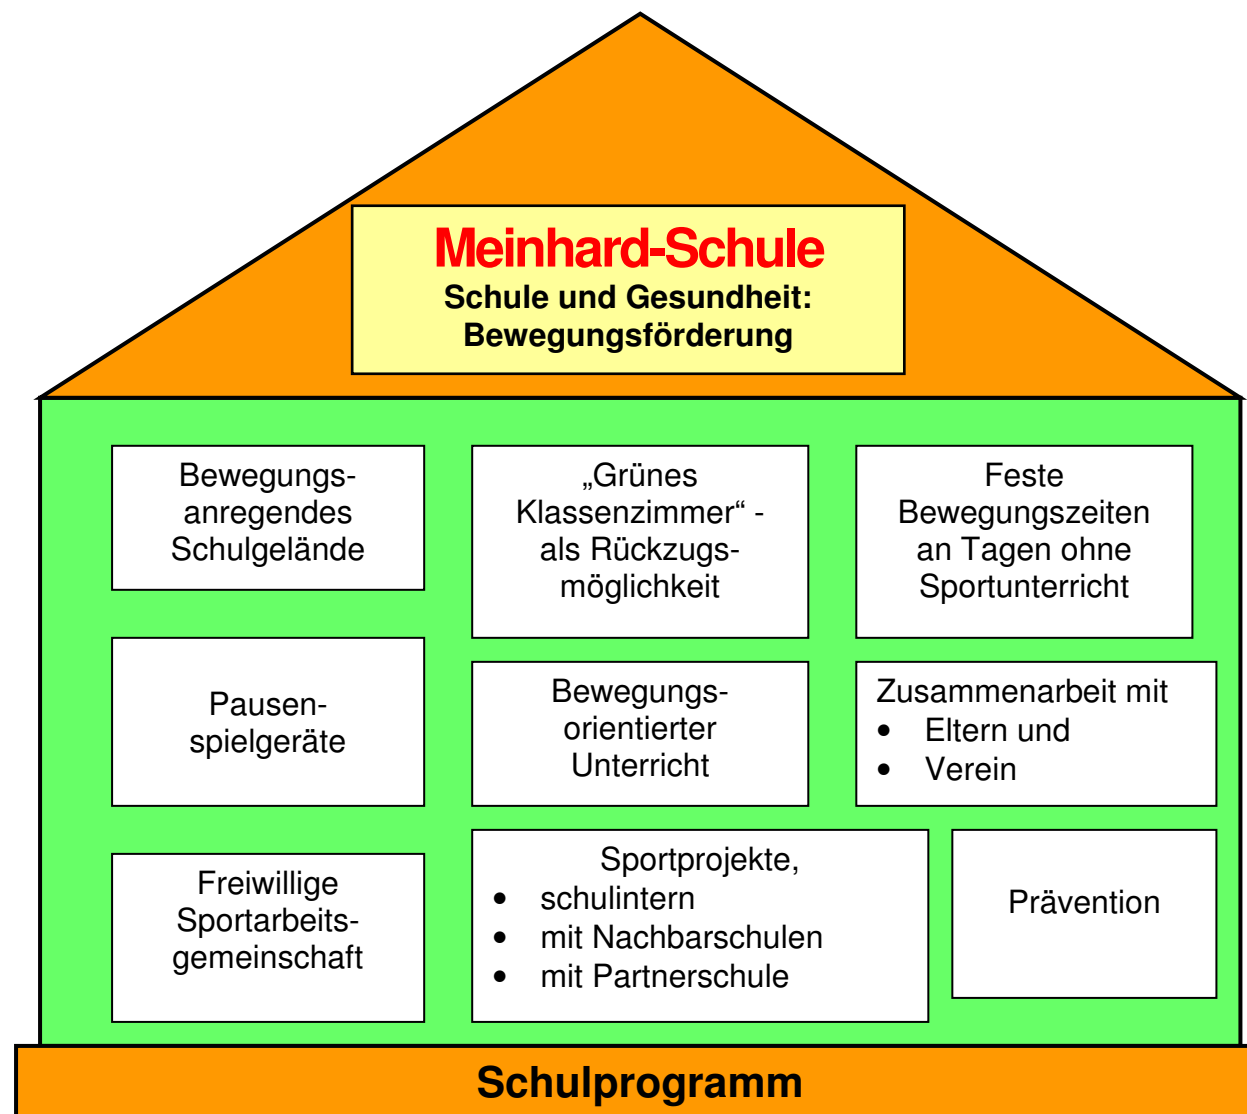 Meinhard-Schule
Schule und Gesundheit:
Bewegungsförderung
Bewegungs-
anregendes
Schulgelände
„Grünes
Klassenzimmer“ -
als Rückzugs-
möglichkeit
Feste
Bewegungszeiten
an Tagen ohne
Sportunterricht
Pausen-
spielgeräte
Bewegungs-
orientierter
Unterricht
Zusammenarbeit mit
• Eltern und
• Verein
Freiwillige
Sportarbeits-
gemeinschaft
Sportprojekte,
• schulintern
• mit Nachbarschulen
• mit Partnerschule
Prävention
Schulprogramm